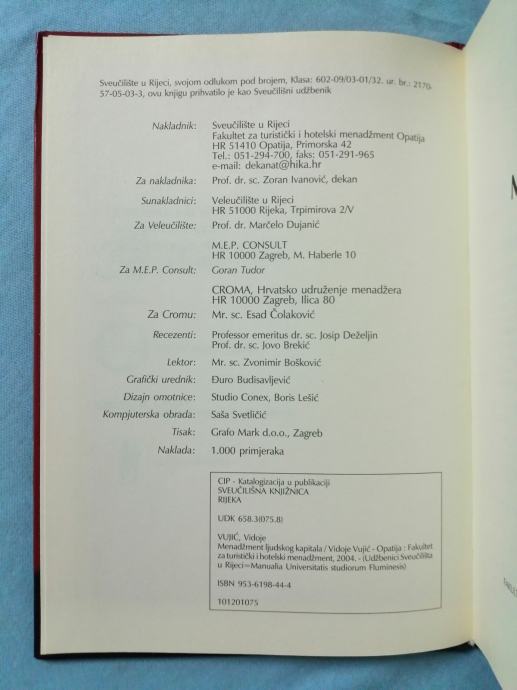 Sveučilište u Rijeci, svojom odlukom pod brojem, Klasa: 602-09/03-01/32. ur. br.: 2170-
57-05-03-3, ovu knjigu prihvatilo je kao Sveučilišni udžbenik
Nakladnik: Sveučilište u Rijeci
Fakultet za turistički i hotelski menadžment Opatija
HR 51410 Opatija, Primorska 42
Tel.: 051-294-700, faks: 051-291-965
e-mail: dekanat@hika.hr
Za nakladnika: Prof. dr. sc. Zoran Ivanović, dekan
Sunakladnici: Veleučilište u Rijeci
HR 51000 Rijeka, Trpimirova 2/V
Za Veleučilište: Prof. dr. Marčelo Dujanić
M.E.P. CONSULT
HR 10000 Zagreb, M. Haberle 10
Za M.E.P. Consult: Goran Tudor
CROMA, Hrvatsko udruženje menadžera
HR 10000 Zagreb, Ilica 80
Za Cromu: Mr. sc. Esad Čolaković
Recezenti: Professor emeritus dr. sc. Josip Deželjin
Prof. dr. sc. Jovo Brekić
Lektor: Mr. sc. Zvonimir Bošković
Grafički urednik: Đuro Budisavljević
Dizajn omotnice: Studio Conex, Boris Lešić
Kompjuterska obrada: Saša Svetličić
Tisak: Grafo Mark d.o.o., Zagreb
Naklada: 1.000 primjeraka
CIP - Katalogizacija u publikaciji
SVEUČILIŠNA KNJIŽNICA
RIJEKA
UDK 658.3(075.8)
VUJIĆ, Vidoje
Menadžment ljudskog kapitala / Vidoje Vujić - Opatija : Fakultet
za turistički i hotelski menadžment, 2004. - (Udžbenici Sveučilišta
u Rijeci=Manualia Universitatis studiorum Fluminesis)
ISBN 953-6198-44-4
101201075